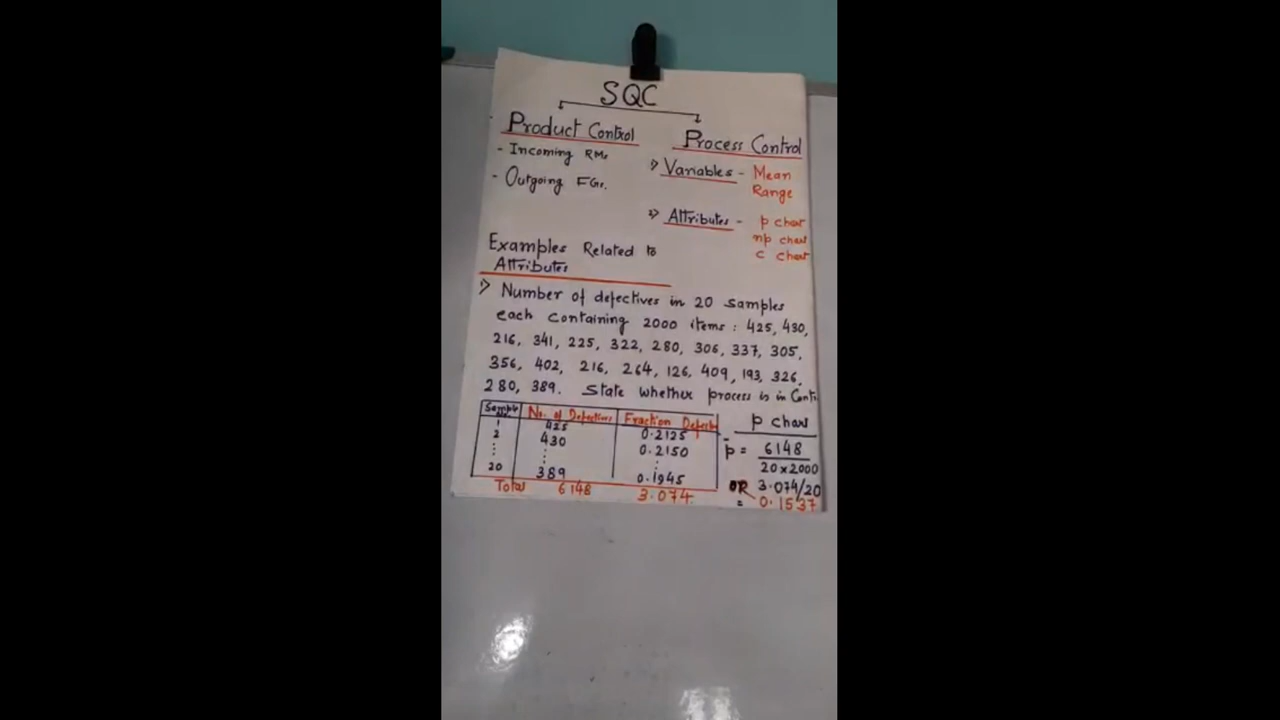 SQC
Product Control
- Incoming RMs
- Outgoing FGs.
Process Control
1) Variables - Mean
Range
2) Attributes - p chart
np chart
c chart
Examples Related to
Attributes
1) Number of defectives in 20 samples
each containing 2000 items : 425, 430,
216, 341, 225, 322, 280, 306, 337, 305,
356, 402, 216, 264, 126, 409, 193, 326,
280, 389. State whether process is in
Sample No. of Defectives Fraction
1 425 0.2125
2 430 0.2150
⋮ ⋮ ⋮
20 389 0.1945
Total 6148 3.074
p chart
p̄ = 6148
20 x 2000
OR 3.074/20
= 0.1537